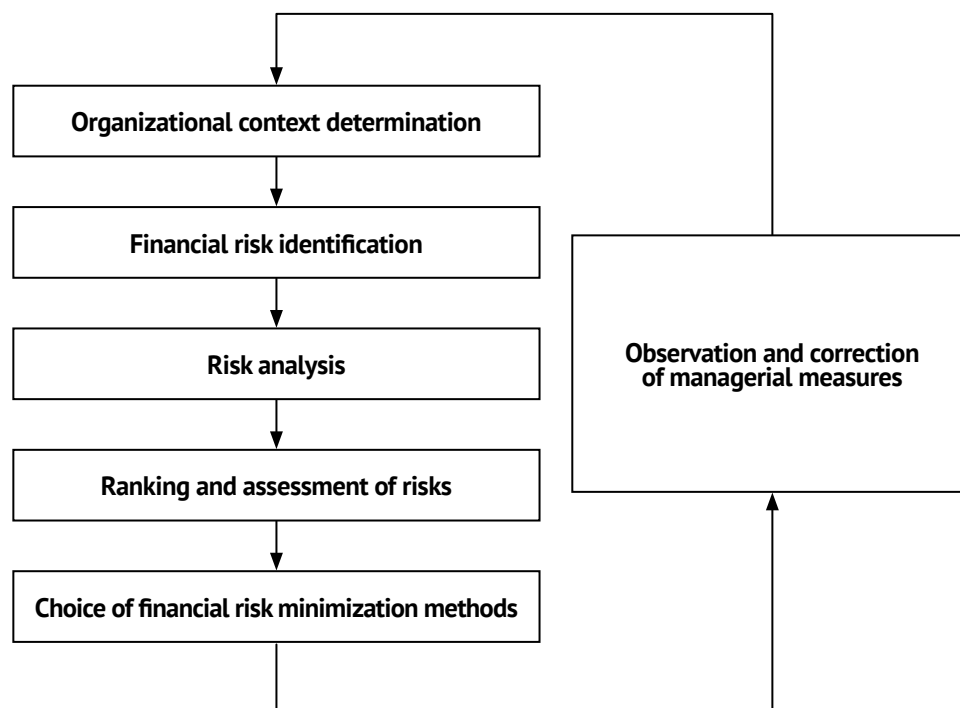 Organizational context determination
Financial risk identification
Risk analysis
Ranking and assessment of risks
Choice of financial risk minimization methods
Observation and correction
of managerial measures